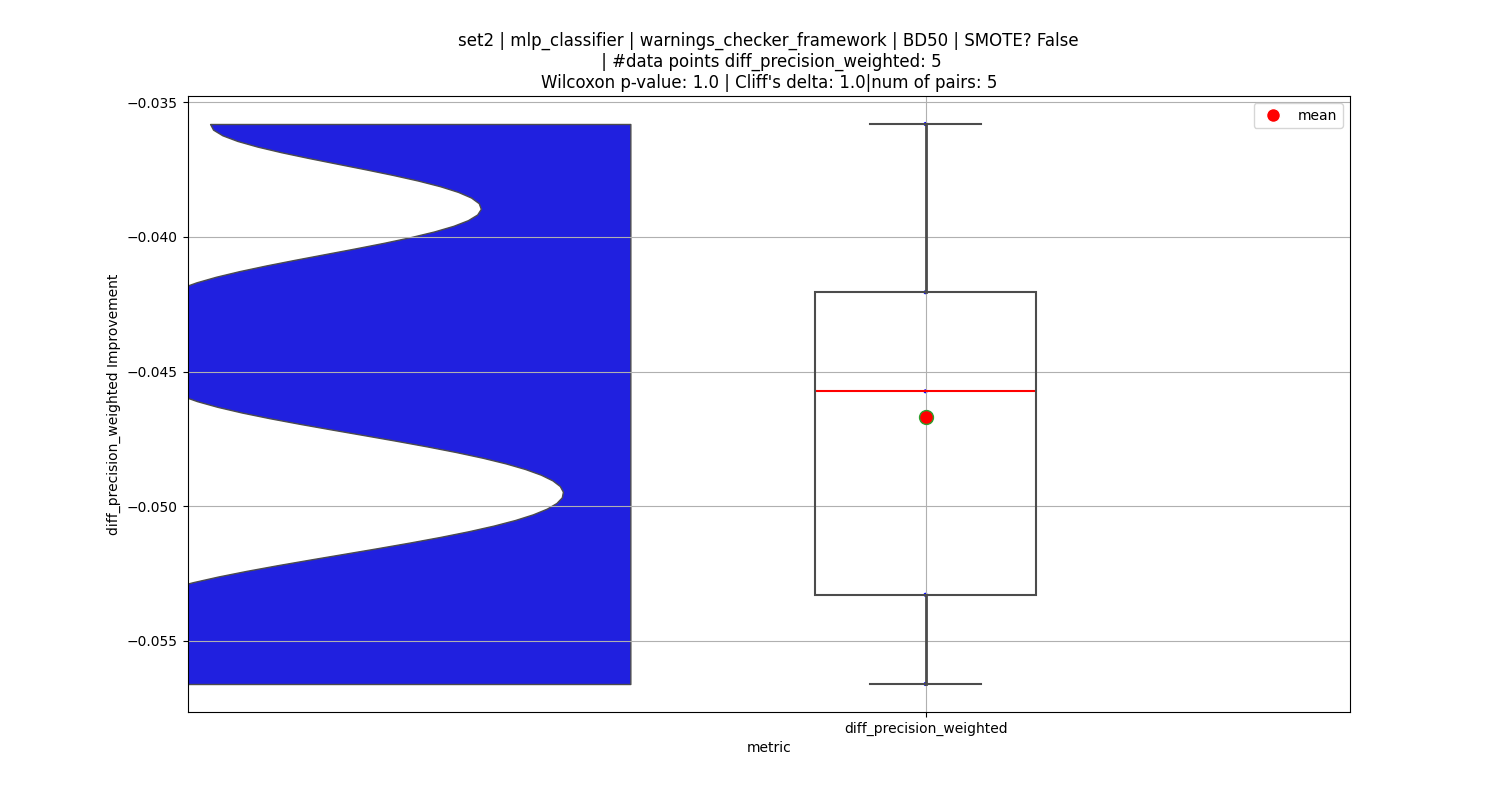 set2 | mlp_classifier | warnings_checker_framework | BD50 | SMOTE? False
| #data points diff_precision_weighted: 5
Wilcoxon p-value: 1.0 | Cliff's delta: 1.0|num of pairs: 5
mean
−0.035
−0.040
−0.045
−0.050
−0.055
diff_precision_weighted Improvement
diff_precision_weighted
metric